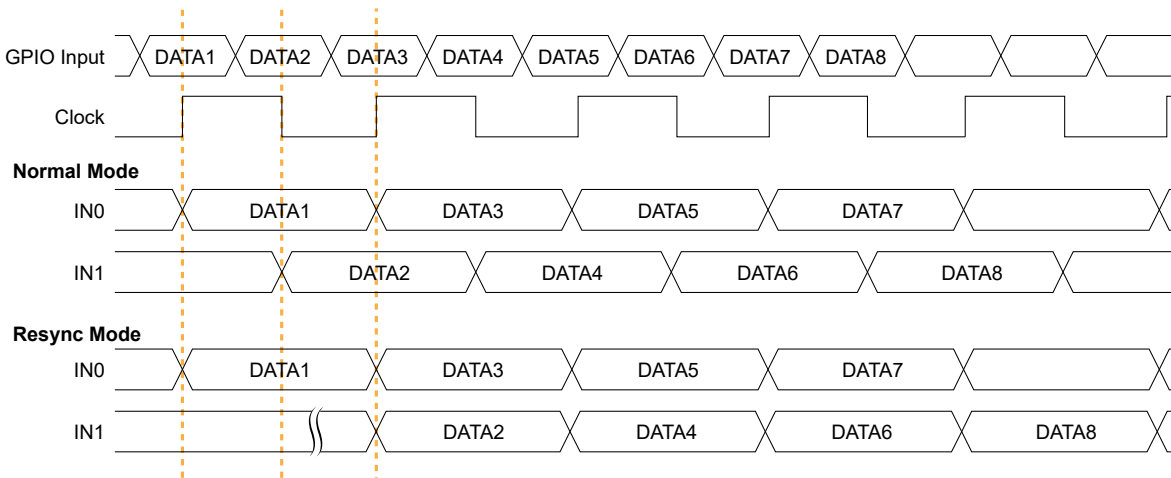 GPIO Input DATA1 DATA2 DATA3 DATA4 DATA5 DATA6 DATA7 DATA8
Clock
Normal Mode
IN0 DATA1 DATA3 DATA5 DATA7
IN1 DATA2 DATA4 DATA6 DATA8
Resync Mode
IN0 DATA1 DATA3 DATA5 DATA7
IN1 DATA2 DATA4 DATA6 DATA8